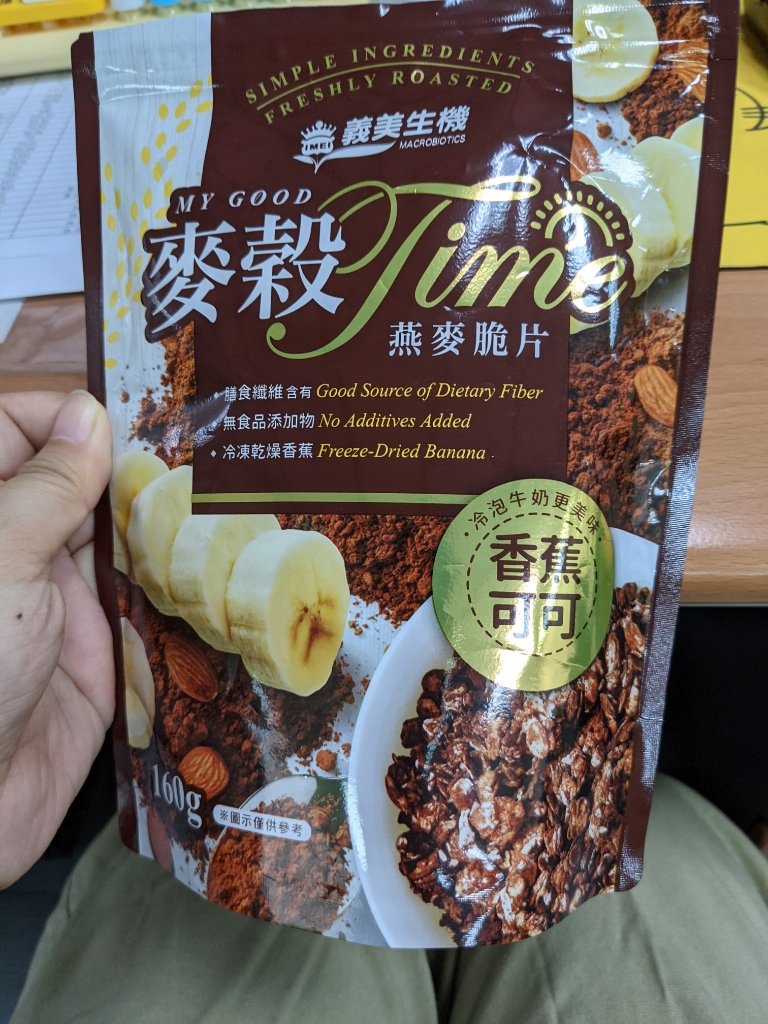 SIMPLE INGREDIENTS
FRESHLY ROASTED
IMEI 義美生機
MACROBIOTICS
MY GOOD
麥穀Time
燕麥脆片
膳食纖維含有 Good Source of Dietary Fiber
無食品添加物 No Additives Added
冷凍乾燥香蕉 Freeze-Dried Banana
冷泡牛奶更美味
香蕉
可可
160g
※圖示僅供參考